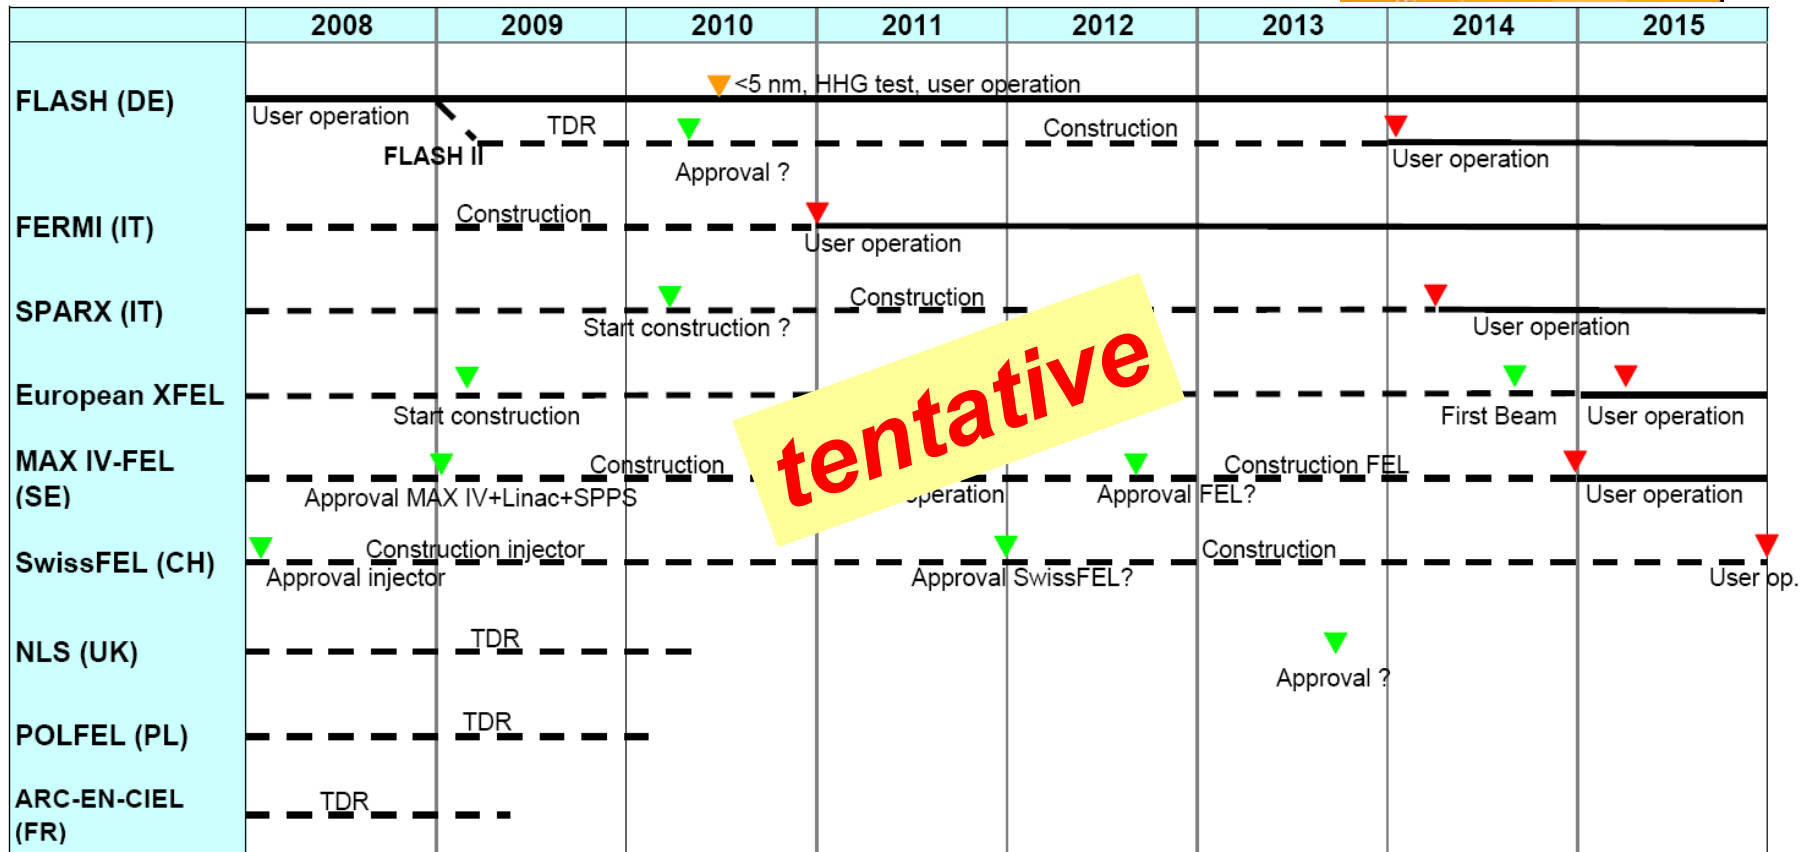 2008 2009 2010 2011 2012 2013 2014 2015
<5 nm, HHG test, user operation
FLASH (DE)
User operation
TDR
Construction
FLASH II
Approval ?
User operation
Construction
FERMI (IT)
User operation
Construction
SPARX (IT)
Start construction ?
User operation
tentative
European XFEL
Start construction
First Beam
User operation
MAX IV-FEL
(SE)
Construction
Construction FEL
Approval MAX IV+Linac+SPPS
operation
Approval FEL?
User operation
Construction injector
Construction
SwissFEL (CH)
Approval injector
Approval SwissFEL?
User op.
TDR
NLS (UK)
Approval ?
TDR
POLFEL (PL)
ARC-EN-CIEL
(FR)
TDR